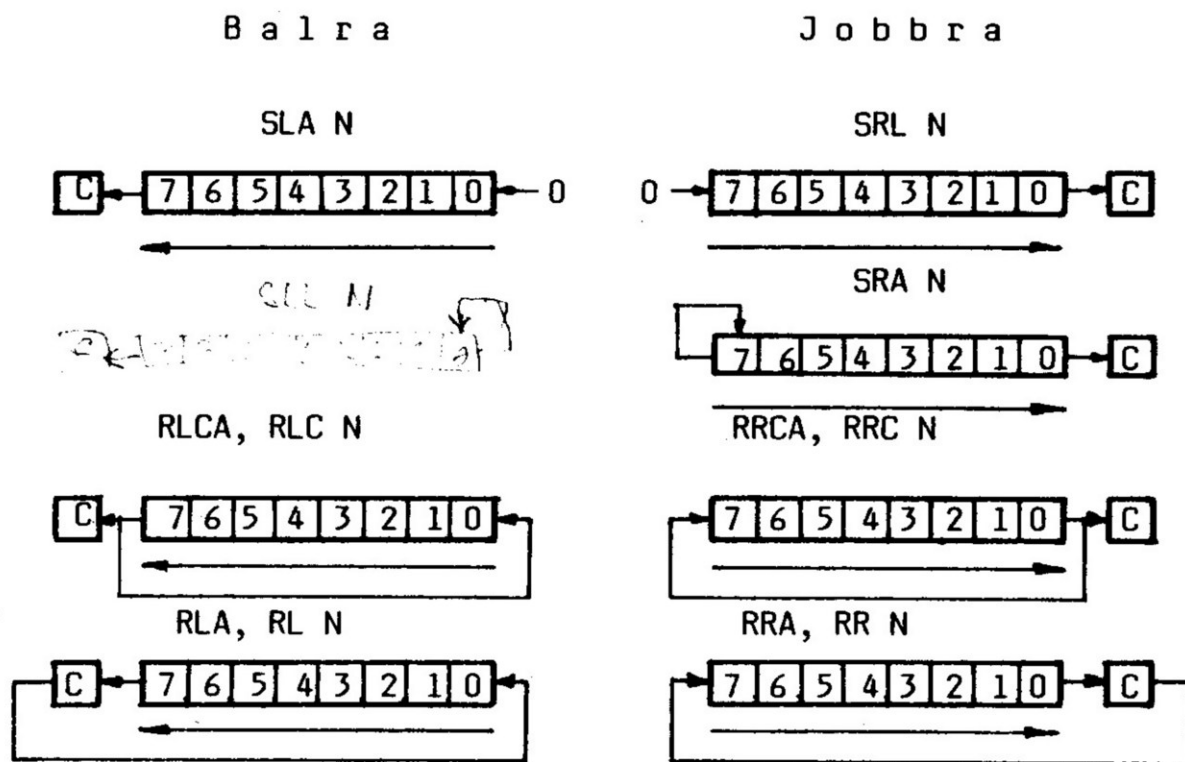 Balra Jobbra
SLA N SRL N
C 7 6 5 4 3 2 1 0 0 0 7 6 5 4 3 2 1 0 C
SLL N SRA N
7 6 5 4 3 2 1 0 C
RLCA, RLC N RRCA, RRC N
C 7 6 5 4 3 2 1 0 7 6 5 4 3 2 1 0 C
RLA, RL N RRA, RR N
C 7 6 5 4 3 2 1 0 7 6 5 4 3 2 1 0 C